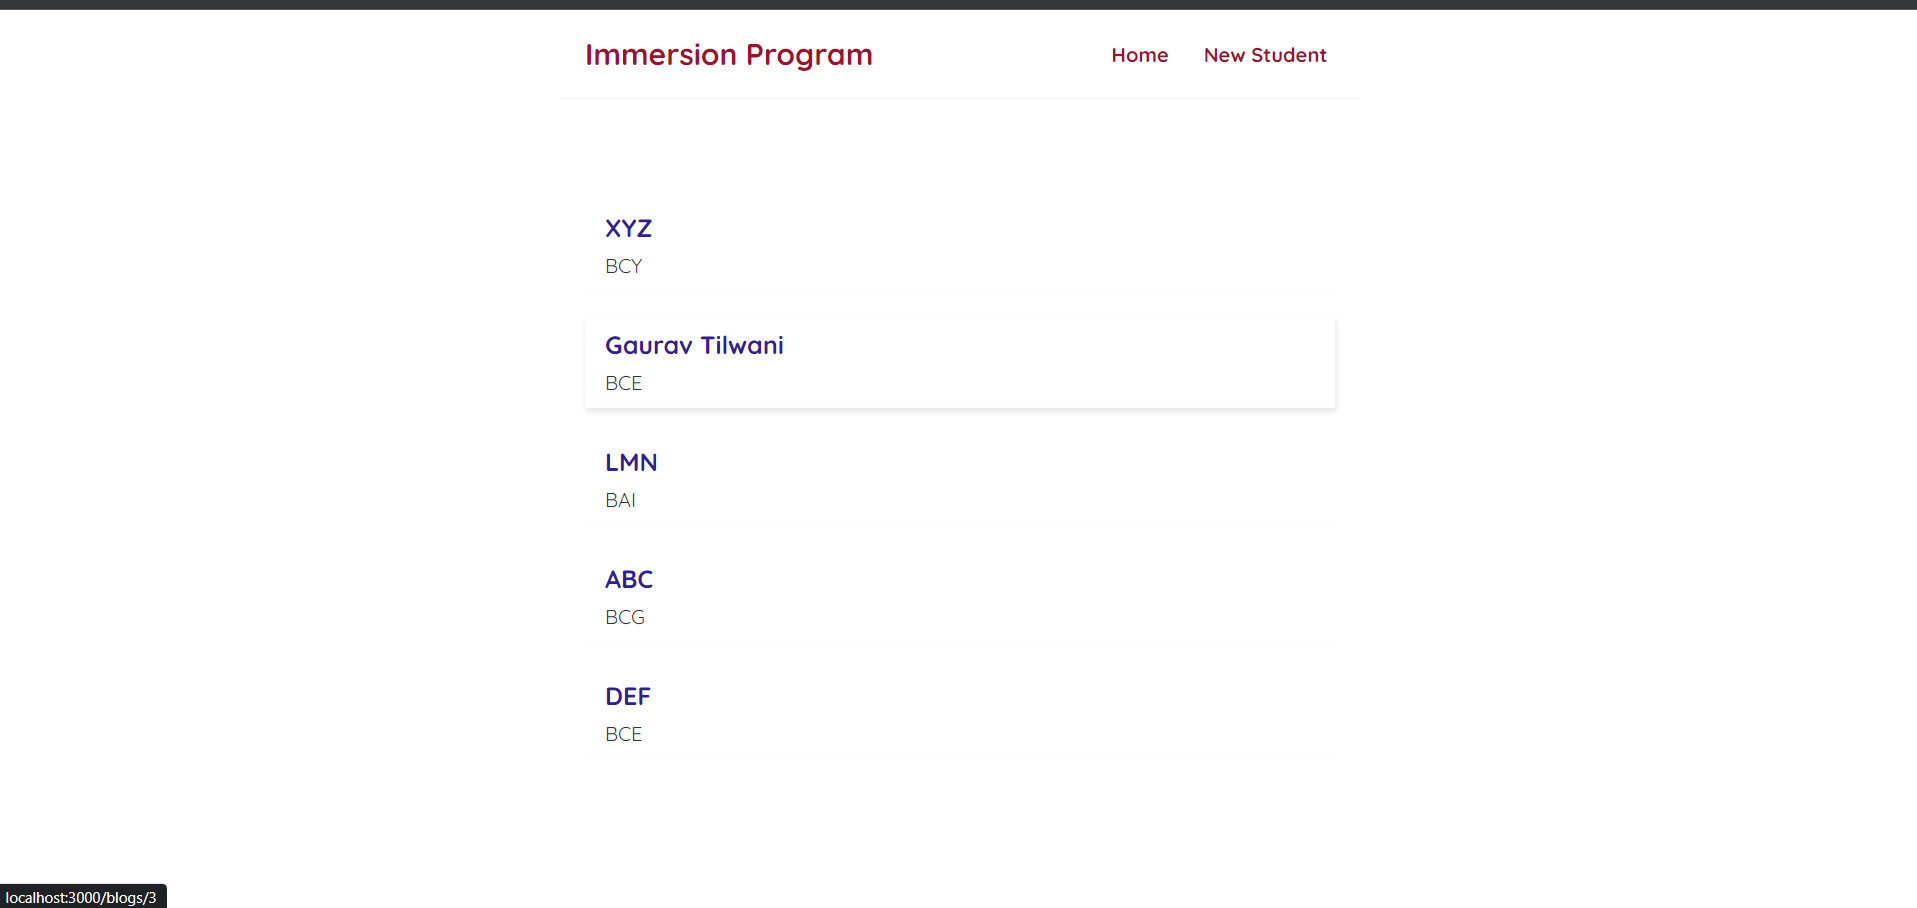 Immersion Program
Home New Student
XYZ
BCY
Gaurav Tilwani
BCE
LMN
BAI
ABC
BCG
DEF
BCE
localhost:3000/blogs/3